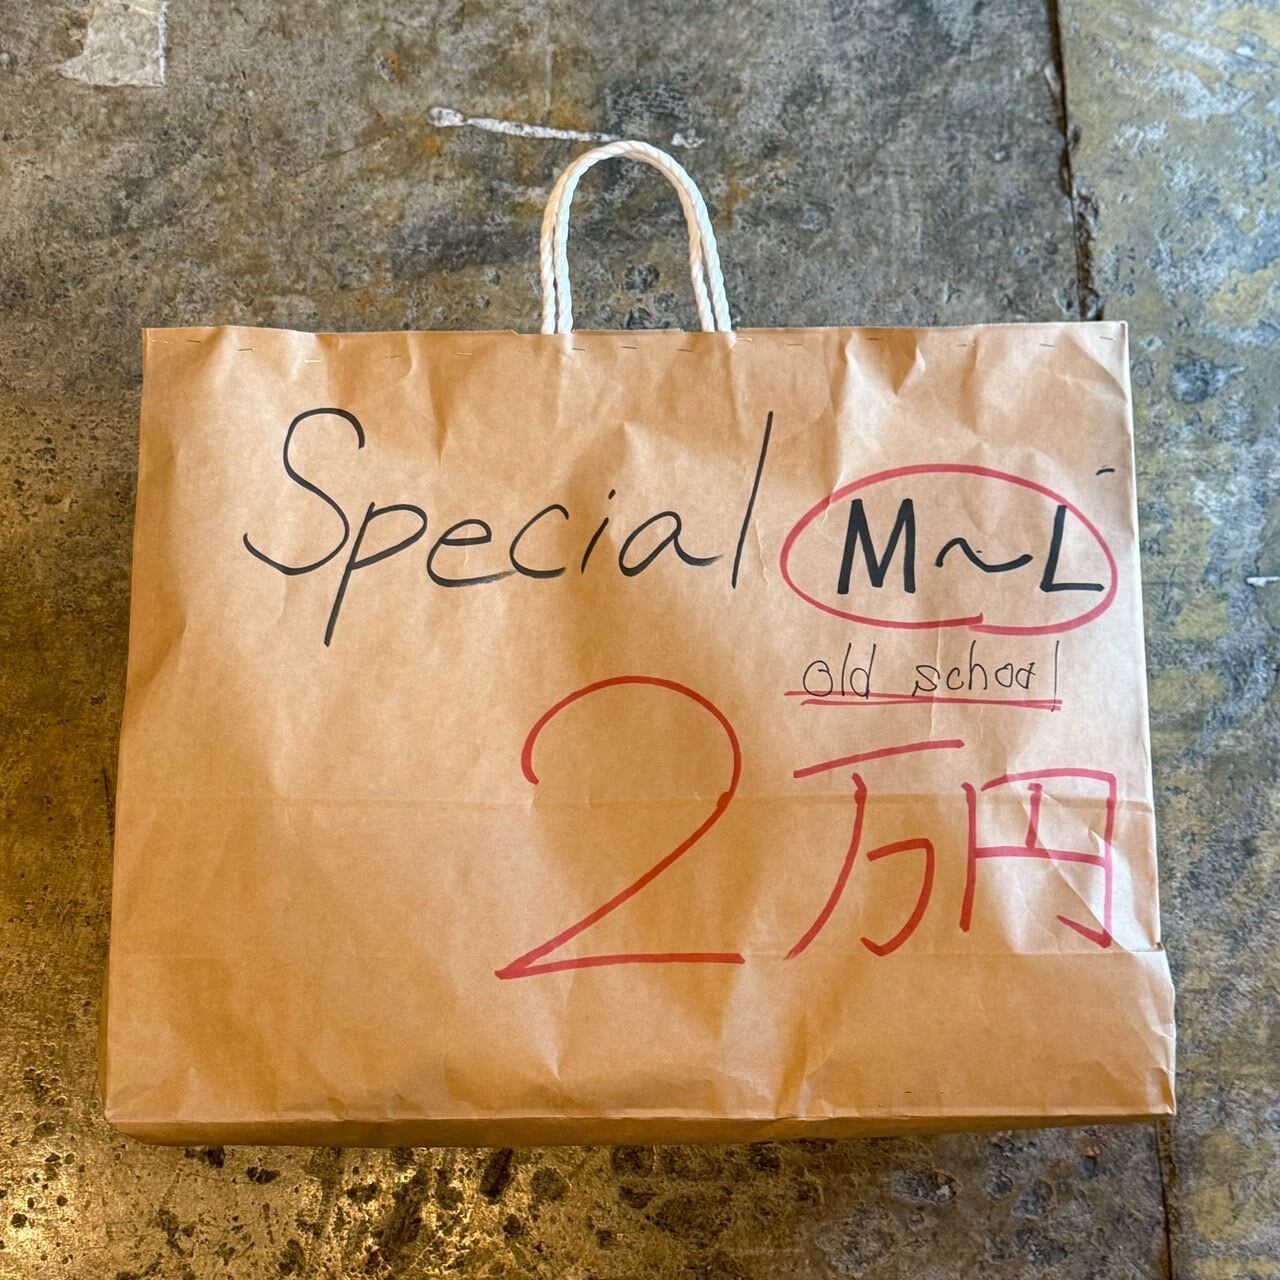 Special M~L
old school
2万円